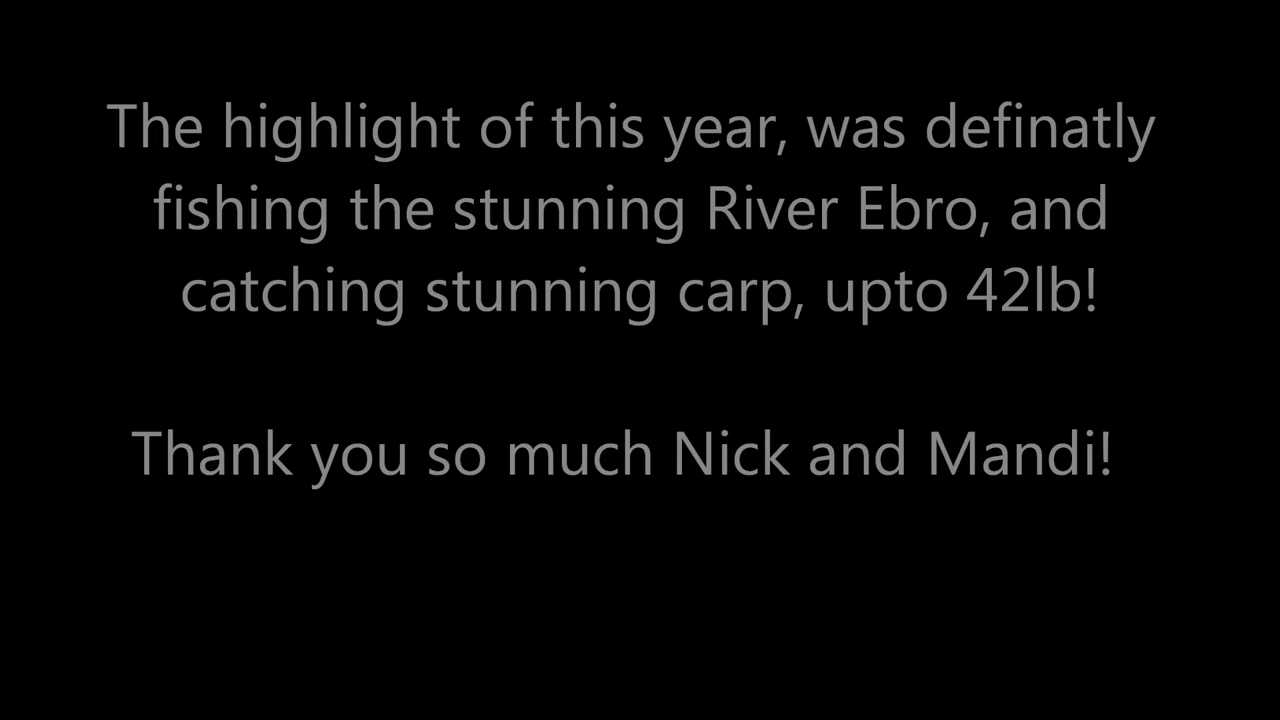 The highlight of this year, was definatly
fishing the stunning River Ebro, and
catching stunning carp, upto 42lb!
Thank you so much Nick and Mandi!